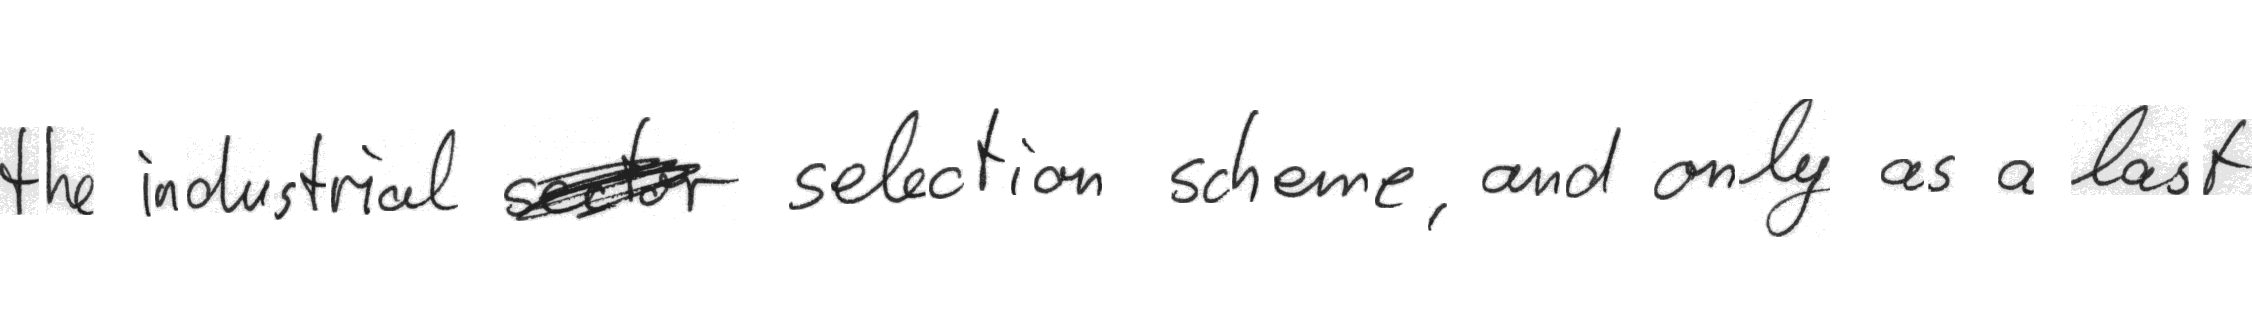 the industrial selection scheme, and only as a last